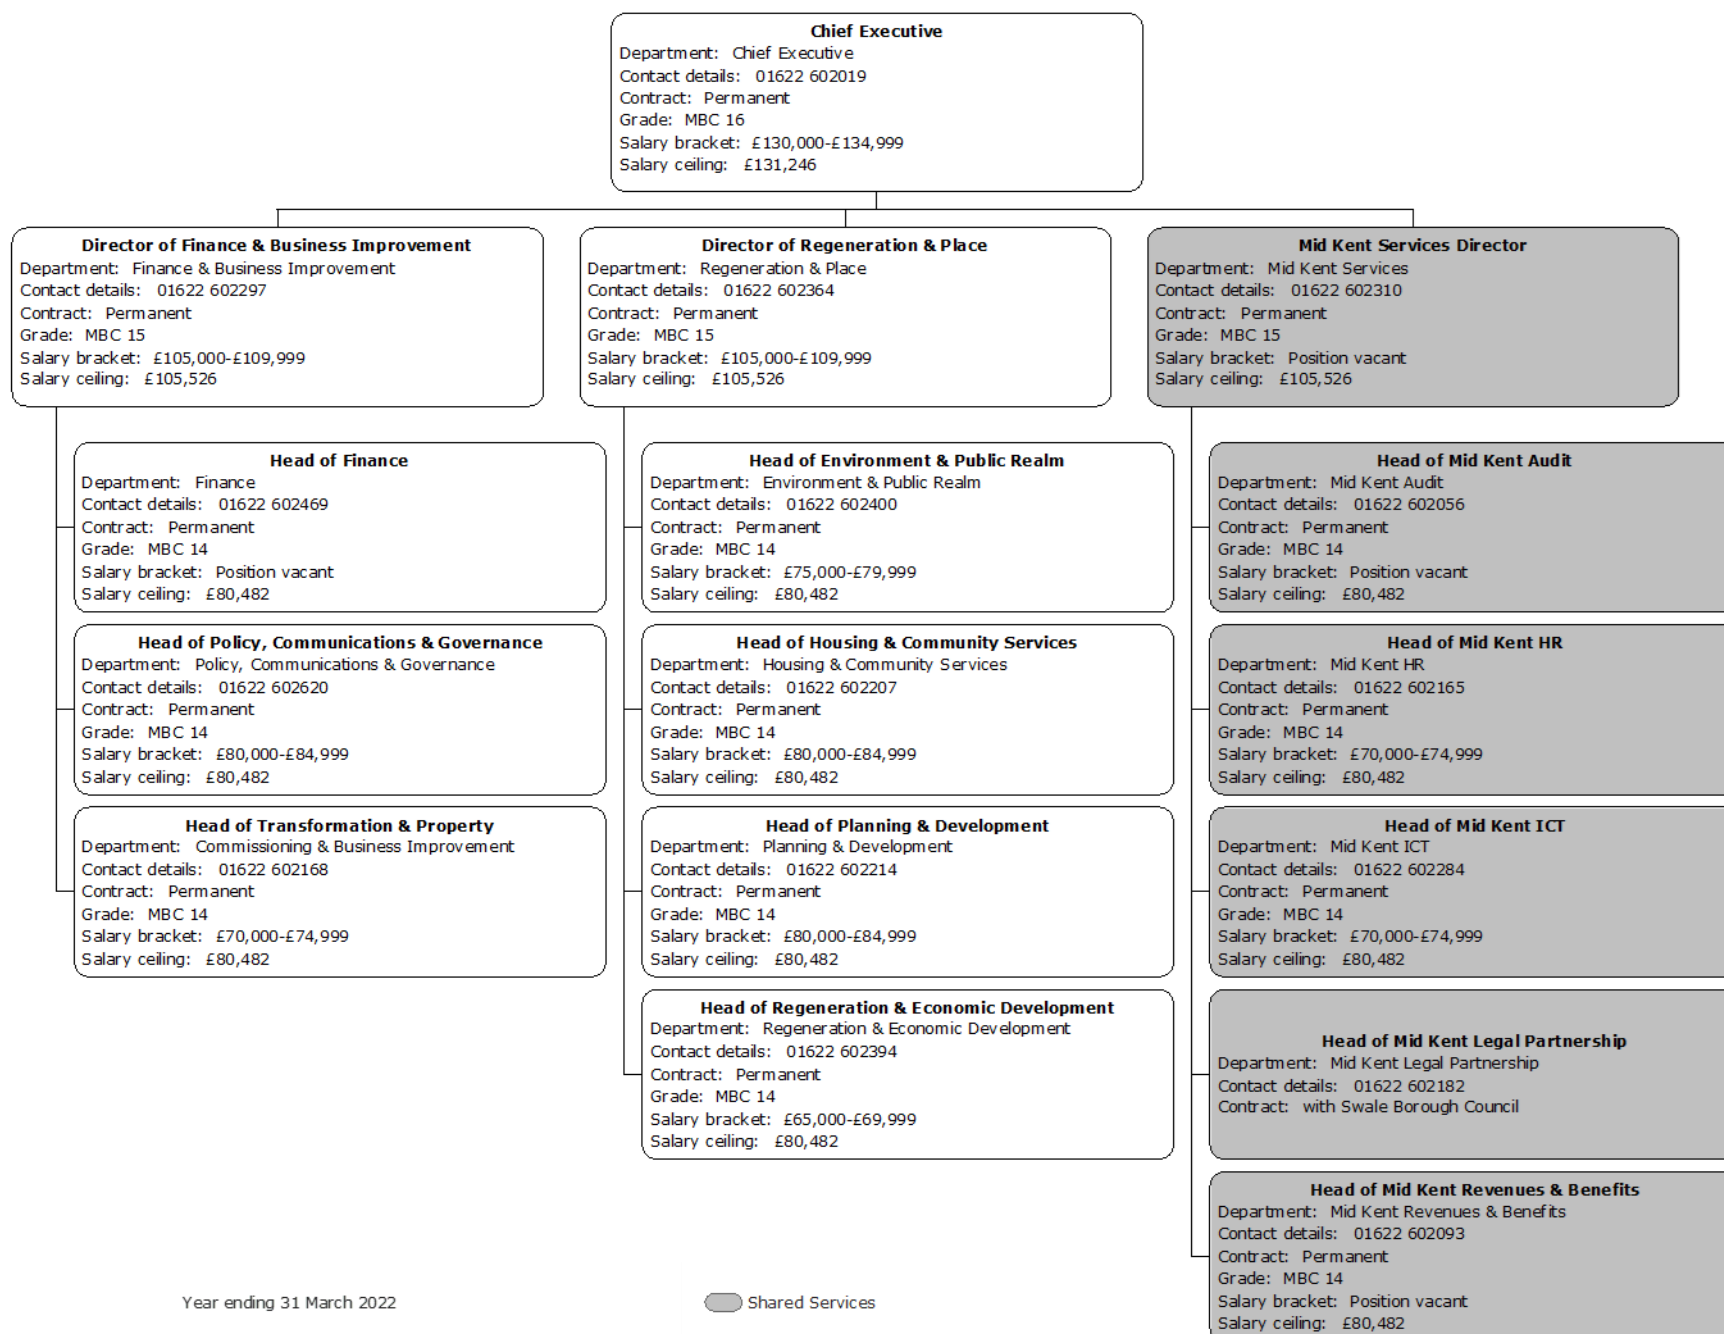 Chief Executive
Department: Chief Executive
Contact details: 01622 602019
Contract: Permanent
Grade: MBC 16
Salary bracket: £130,000-£134,999
Salary ceiling: £131,246
Director of Finance & Business Improvement
Department: Finance & Business Improvement
Contact details: 01622 602297
Contract: Permanent
Grade: MBC 15
Salary bracket: £105,000-£109,999
Salary ceiling: £105,526
Director of Regeneration & Place
Department: Regeneration & Place
Contact details: 01622 602364
Contract: Permanent
Grade: MBC 15
Salary bracket: £105,000-£109,999
Salary ceiling: £105,526
Mid Kent Services Director
Department: Mid Kent Services
Contact details: 01622 602310
Contract: Permanent
Grade: MBC 15
Salary bracket: Position vacant
Salary ceiling: £105,526
Head of Finance
Department: Finance
Contact details: 01622 602469
Contract: Permanent
Grade: MBC 14
Salary bracket: Position vacant
Salary ceiling: £80,482
Head of Policy, Communications & Governance
Department: Policy, Communications & Governance
Contact details: 01622 602620
Contract: Permanent
Grade: MBC 14
Salary bracket: £80,000-£84,999
Salary ceiling: £80,482
Head of Transformation & Property
Department: Commissioning & Business Improvement
Contact details: 01622 602168
Contract: Permanent
Grade: MBC 14
Salary bracket: £70,000-£74,999
Salary ceiling: £80,482
Head of Environment & Public Realm
Department: Environment & Public Realm
Contact details: 01622 602400
Contract: Permanent
Grade: MBC 14
Salary bracket: £75,000-£79,999
Salary ceiling: £80,482
Head of Housing & Community Services
Department: Housing & Community Services
Contact details: 01622 602207
Contract: Permanent
Grade: MBC 14
Salary bracket: £80,000-£84,999
Salary ceiling: £80,482
Head of Planning & Development
Department: Planning & Development
Contact details: 01622 602214
Contract: Permanent
Grade: MBC 14
Salary bracket: £80,000-£84,999
Salary ceiling: £80,482
Head of Regeneration & Economic Development
Department: Regeneration & Economic Development
Contact details: 01622 602394
Contract: Permanent
Grade: MBC 14
Salary bracket: £65,000-£69,999
Salary ceiling: £80,482
Head of Mid Kent Audit
Department: Mid Kent Audit
Contact details: 01622 602056
Contract: Permanent
Grade: MBC 14
Salary bracket: Position vacant
Salary ceiling: £80,482
Head of Mid Kent HR
Department: Mid Kent HR
Contact details: 01622 602165
Contract: Permanent
Grade: MBC 14
Salary bracket: £70,000-£74,999
Salary ceiling: £80,482
Head of Mid Kent ICT
Department: Mid Kent ICT
Contact details: 01622 602284
Contract: Permanent
Grade: MBC 14
Salary bracket: £70,000-£74,999
Salary ceiling: £80,482
Head of Mid Kent Legal Partnership
Department: Mid Kent Legal Partnership
Contact details: 01622 602182
Contract: with Swale Borough Council
Head of Mid Kent Revenues & Benefits
Department: Mid Kent Revenues & Benefits
Contact details: 01622 602093
Contract: Permanent
Grade: MBC 14
Salary bracket: Position vacant
Salary ceiling: £80,482
Year ending 31 March 2022
Shared Services